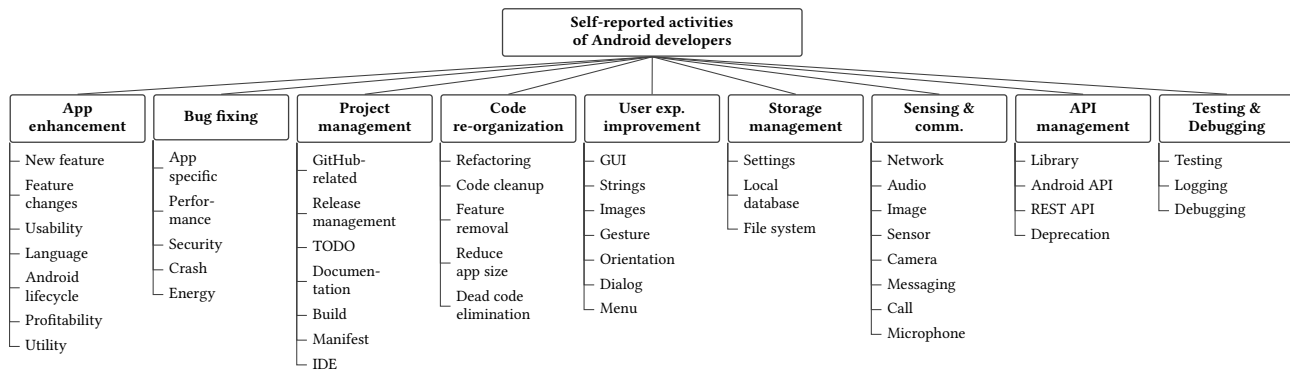 Self-reported activities
of Android developers
App
enhancement
New feature
Feature
changes
Usability
Language
Android
lifecycle
Profitability
Utility
Bug fixing
App
specific
Perfor-
mance
Security
Crash
Energy
Project
management
GitHub-
related
Release
management
TODO
Documen-
tation
Build
Manifest
IDE
Code
re-organization
Refactoring
Code cleanup
Feature
removal
Reduce
app size
Dead code
elimination
User exp.
improvement
GUI
Strings
Images
Gesture
Orientation
Dialog
Menu
Storage
management
Settings
Local
database
File system
Sensing &
comm.
Network
Audio
Image
Sensor
Camera
Messaging
Call
Microphone
API
management
Library
Android API
REST API
Deprecation
Testing &
Debugging
Testing
Logging
Debugging